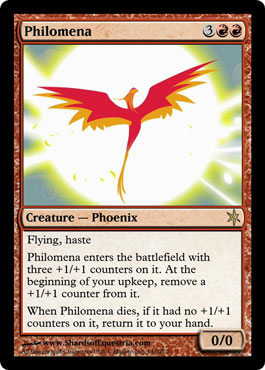 Philomena 3
Creature — Phoenix
Flying, haste
Philomena enters the battlefield with
three +1/+1 counters on it. At the
beginning of your upkeep, remove a
+1/+1 counter from it.
When Philomena dies, if it had no +1/+1
counters on it, return it to your hand.
www.ShardsofEquestria.com
0/0